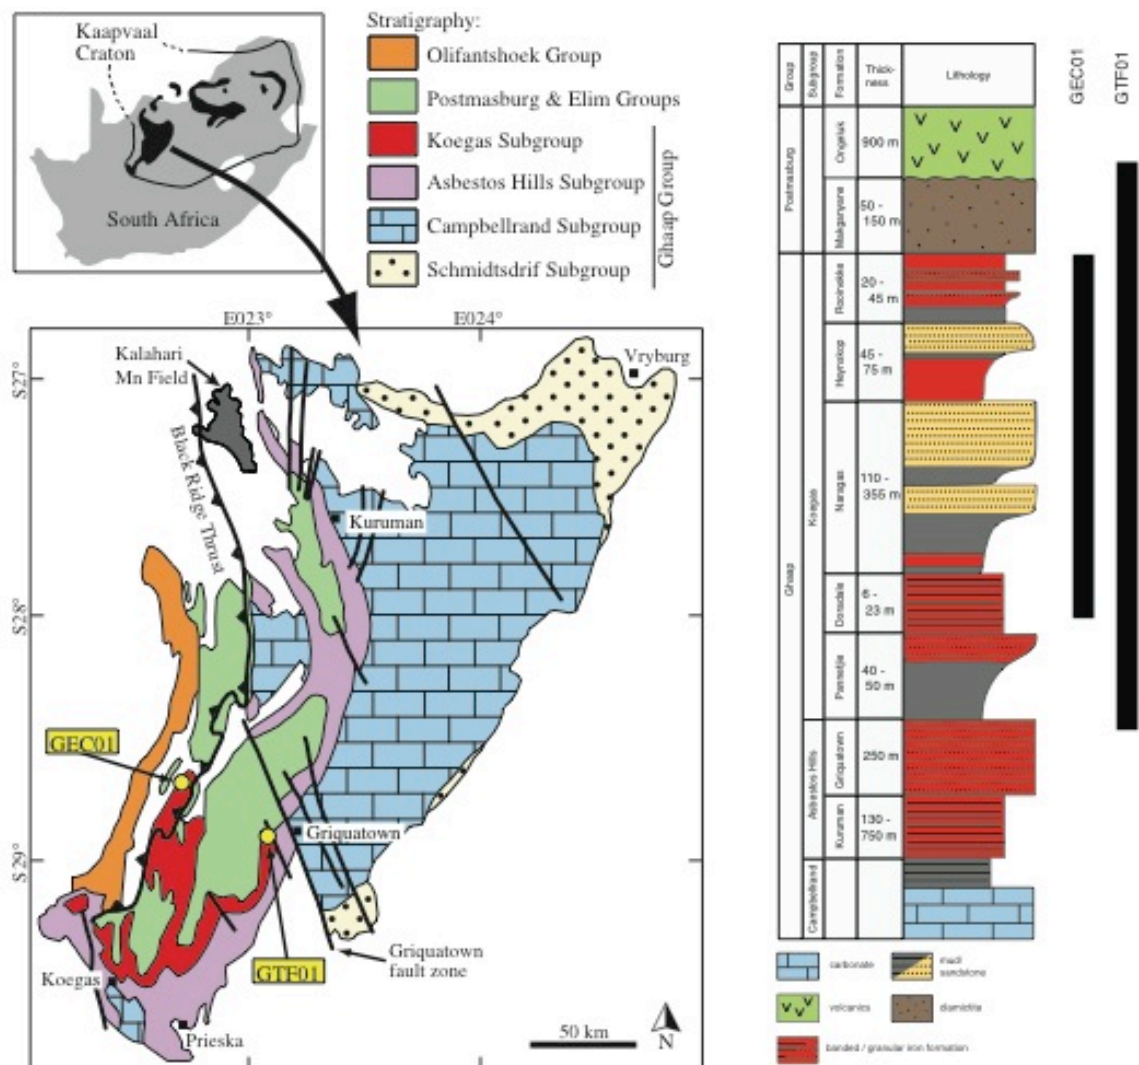 Kaapvaal
Craton
South Africa
Stratigraphy:
Olifantshoek Group
Postmasburg & Elim Groups
Koegas Subgroup
Asbestos Hills Subgroup
Campbellrand Subgroup
Schmidtsdrif Subgroup
Ghaap Group
E023°
E024°
S27°
S28°
S29°
Kalahari
Mn Field
Black Ridge Thrust
Vryburg
Kuruman
GEC01
Griquatown
GTF01
Griquatown
fault zone
Koegas
Prieska
50 km
N
Group
Subgroup
Formation
Thick-
ness
Lithology
GEC01
GTF01
Postmasburg
Ongeluk
900 m
Makganyene
50 -
150 m
Ghaap
Koegas
Rooinekke
20 -
45 m
Heynskop
45 -
75 m
Naragas
110 -
355 m
Doradale
6 -
23 m
Pannetjie
40 -
50 m
Asbestos Hills
Griquatown
250 m
Kuruman
130 -
750 m
Campbellrand
carbonate
mud/
sandstone
volcanics
diamictite
banded / granular iron formation